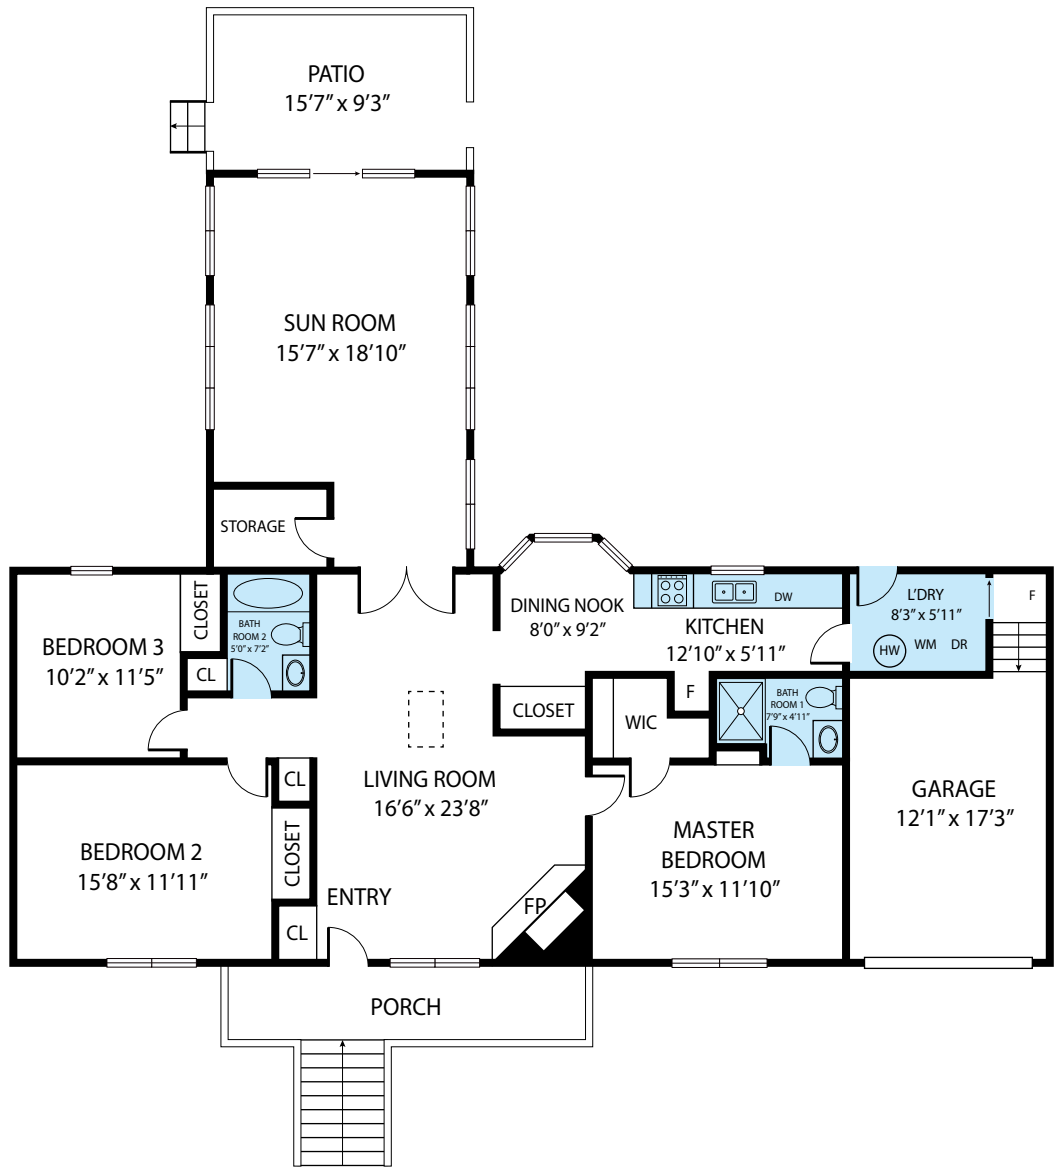 PATIO
15’7” x 9’3”
SUN ROOM
15’7” x 18’10”
STORAGE
BEDROOM 3
10’2” x 11’5”
CLOSET
CL
BATH
ROOM 2
5’0” x 7’2”
DINING NOOK
8’0” x 9’2”
DW
KITCHEN
12’10” x 5’11”
L’DRY
8’3” x 5’11”
HW
WM
DR
F
CLOSET
WIC
F
BATH
ROOM 1
7’9” x 4’11”
LIVING ROOM
16’6” x 23’8”
CL
CLOSET
CL
BEDROOM 2
15’8” x 11’11”
ENTRY
FP
MASTER
BEDROOM
15’3” x 11’10”
GARAGE
12’1” x 17’3”
PORCH